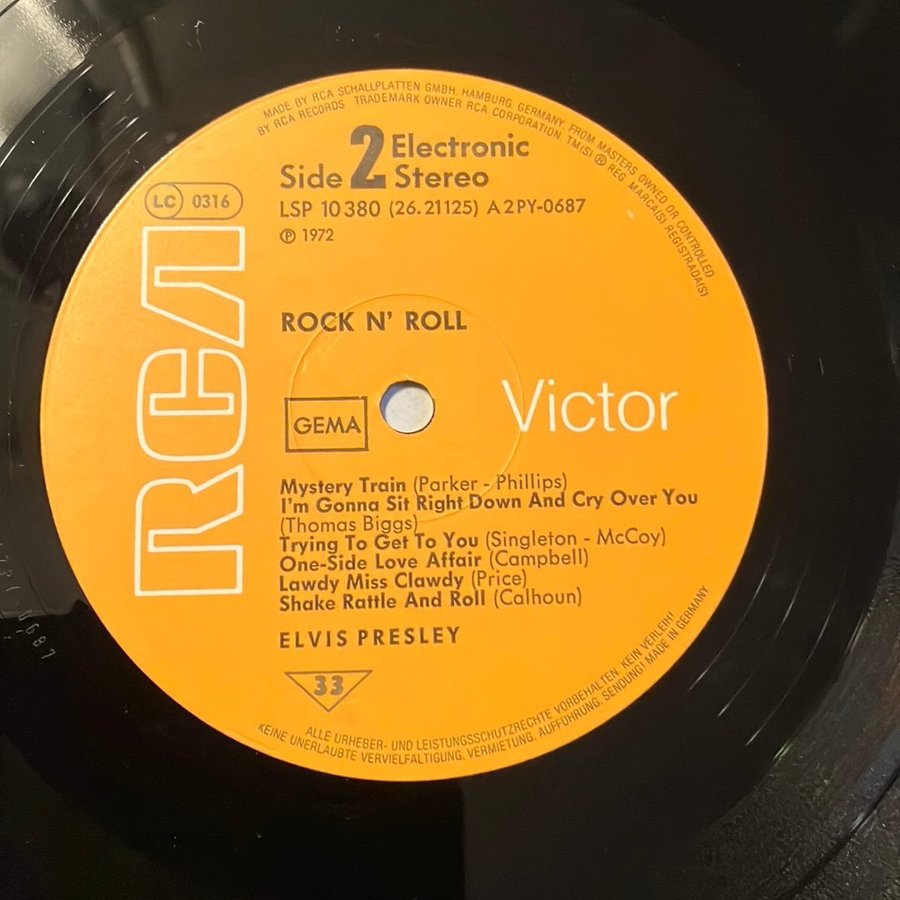 MADE BY RCA SCHALLPLATTEN GMBH, HAMBURG GERMANY, FROM MASTERS OWNED OR CONTROLLED
BY RCA RECORDS TRADEMARK OWNER RCA CORPORATION. TM(S) ® REG MARCA(S) REGISTRADA(S)
Side 2 Electronic Stereo
LC 0316
LSP 10 380 (26.21125) A 2PY-0687
℗ 1972
RCA
ROCK N' ROLL
GEMA
Victor
Mystery Train (Parker - Phillips)
I'm Gonna Sit Right Down And Cry Over You
(Thomas Biggs)
Trying To Get To You (Singleton - McCoy)
One-Side Love Affair (Campbell)
Lawdy Miss Clawdy (Price)
Shake Rattle And Roll (Calhoun)
ELVIS PRESLEY
33
ALLE URHEBER- UND LEISTUNGSSCHUTZRECHTE VORBEHALTEN. KEIN VERLEIH!
KEINE UNERLAUBTE VERVIELFÄLTIGUNG, VERMIETUNG, AUFFÜHRUNG, SENDUNG! MADE IN GERMANY